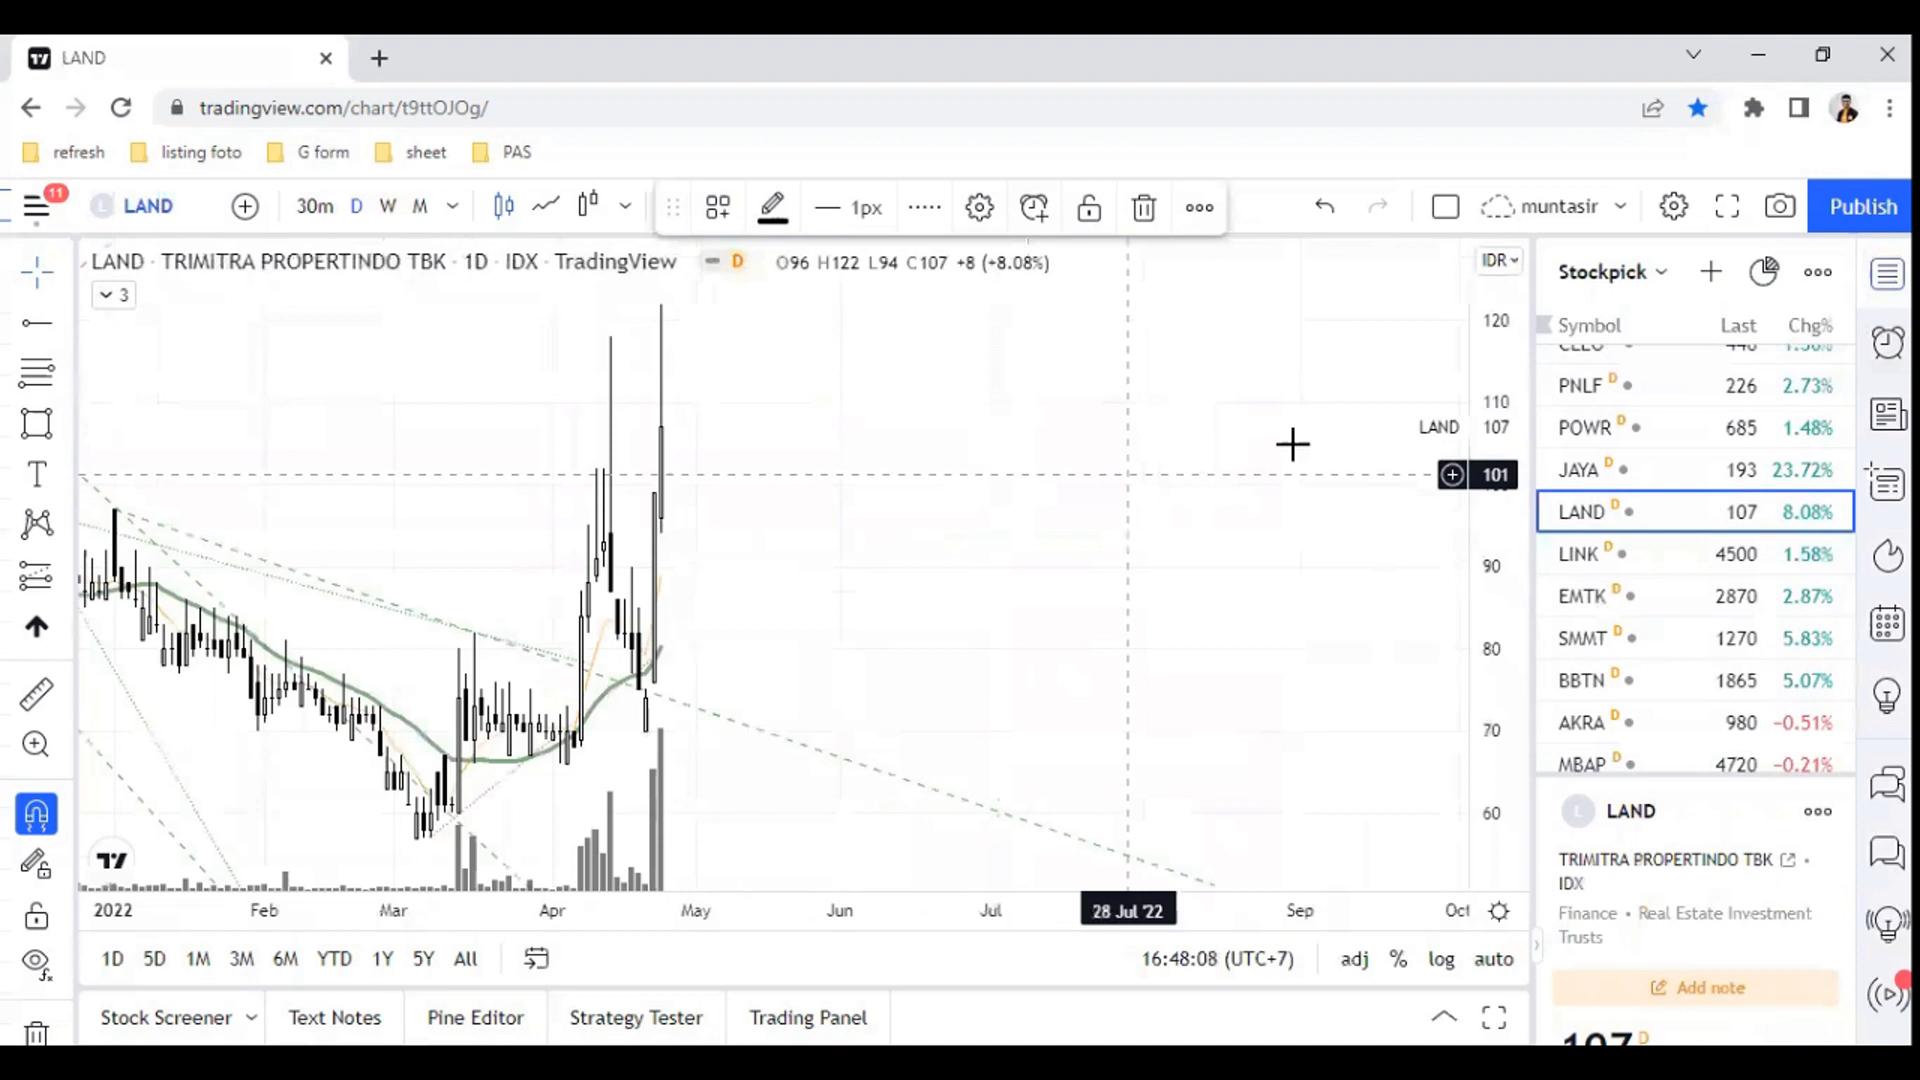 LAND
tradingview.com/chart/t9ttOJOg/
refresh listing foto G form sheet PAS
11 L LAND 30m D W M 1px muntasir Publish
LAND · TRIMITRA PROPERTINDO TBK · 1D · IDX · TradingView D O96 H122 L94 C107 +8 (+8.08%)
3
IDR
120
110
LAND 107
101
90
80
70
60
2022 Feb Mar Apr May Jun Jul 28 Jul '22 Sep Oct
1D 5D 1M 3M 6M YTD 1Y 5Y All 16:48:08 (UTC+7) adj % log auto
Stock Screener Text Notes Pine Editor Strategy Tester Trading Panel
Stockpick
Symbol Last Chg%
PNLF D 226 2.73%
POWR D 685 1.48%
JAYA D 193 23.72%
LAND D 107 8.08%
LINK D 4500 1.58%
EMTK D 2870 2.87%
SMMT D 1270 5.83%
BBTN D 1865 5.07%
AKRA D 980 −0.51%
MBAP D 4720 −0.21%
L LAND
TRIMITRA PROPERTINDO TBK •
IDX
Finance • Real Estate Investment
Trusts
Add note
107 D